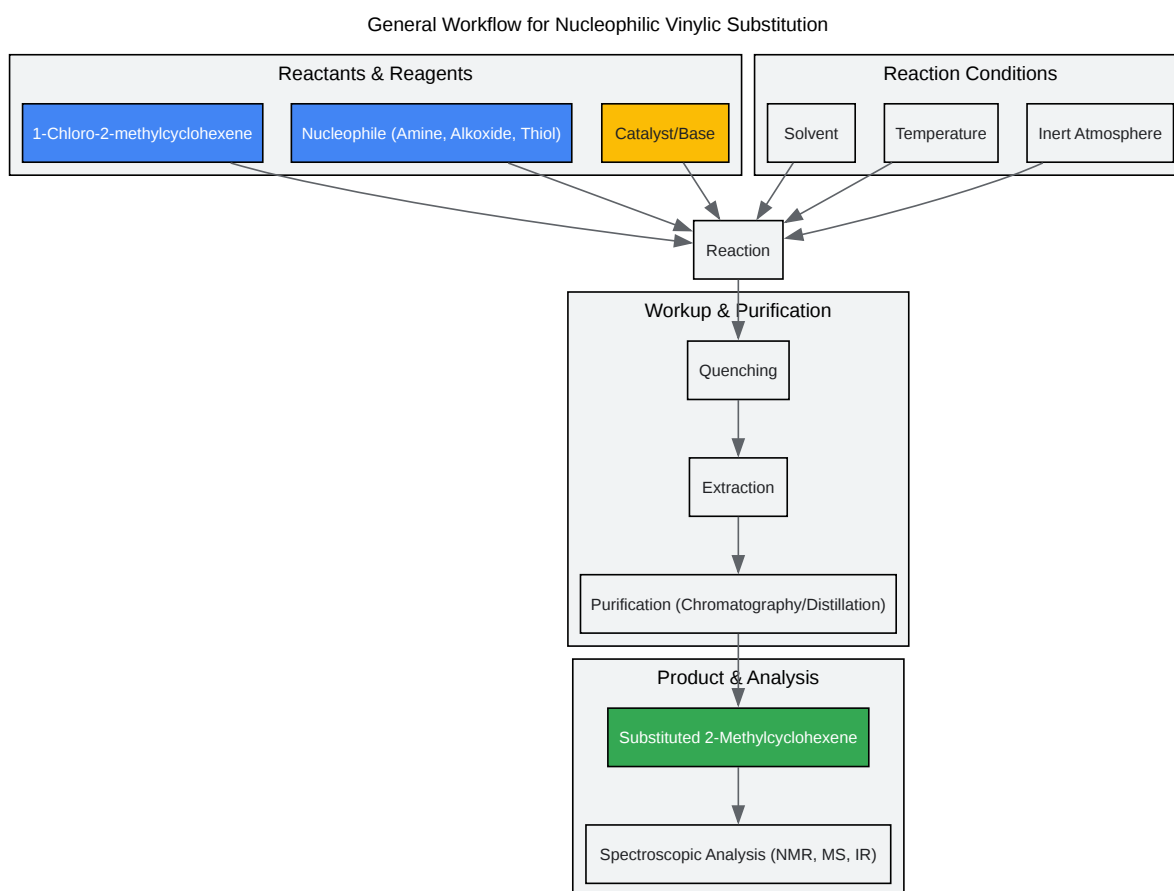 General Workflow for Nucleophilic Vinylic Substitution
Reactants & Reagents
Reaction Conditions
1-Chloro-2-methylcyclohexene
Nucleophile (Amine, Alkoxide, Thiol)
Catalyst/Base
Solvent
Temperature
Inert Atmosphere
Reaction
Workup & Purification
Quenching
Extraction
Purification (Chromatography/Distillation)
Product & Analysis
Substituted 2-Methylcyclohexene
Spectroscopic Analysis (NMR, MS, IR)